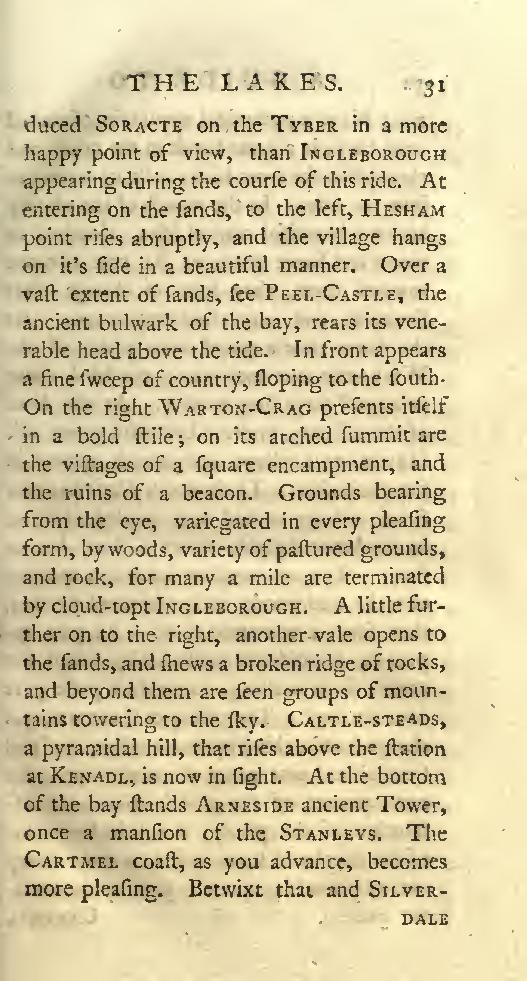 THE LAKES. 31
duced SORACTE on the TYBER in a more
happy point of view, than INGLEBOROUGH
appearing during the courſe of this ride. At
entering on the ſands, to the left, HESHAM
point riſes abruptly, and the village hangs
on it's ſide in a beautiful manner. Over a
vaſt extent of ſands, ſee PEEL-CASTLE, the
ancient bulwark of the bay, rears its vene-
rable head above the tide. In front appears
a fine ſweep of country, ſloping to the ſouth.
On the right WARTON-CRAG preſents itſelf
in a bold ſtile; on its arched ſummit are
the viſtages of a ſquare encampment, and
the ruins of a beacon. Grounds bearing
from the eye, variegated in every pleaſing
form, by woods, variety of paſtured grounds,
and rock, for many a mile are terminated
by cloud-topt INGLEBOROUGH. A little fur-
ther on to the right, another vale opens to
the ſands, and ſhews a broken ridge of rocks,
and beyond them are ſeen groups of moun-
tains towering to the ſky. CALTLE-STEADS,
a pyramidal hill, that riſes above the ſtation
at KENADL, is now in ſight. At the bottom
of the bay ſtands ARNESIDE ancient Tower,
once a manſion of the STANLEYS. The
CARTMEL coaſt, as you advance, becomes
more pleaſing. Betwixt that and SILVER-
DALE